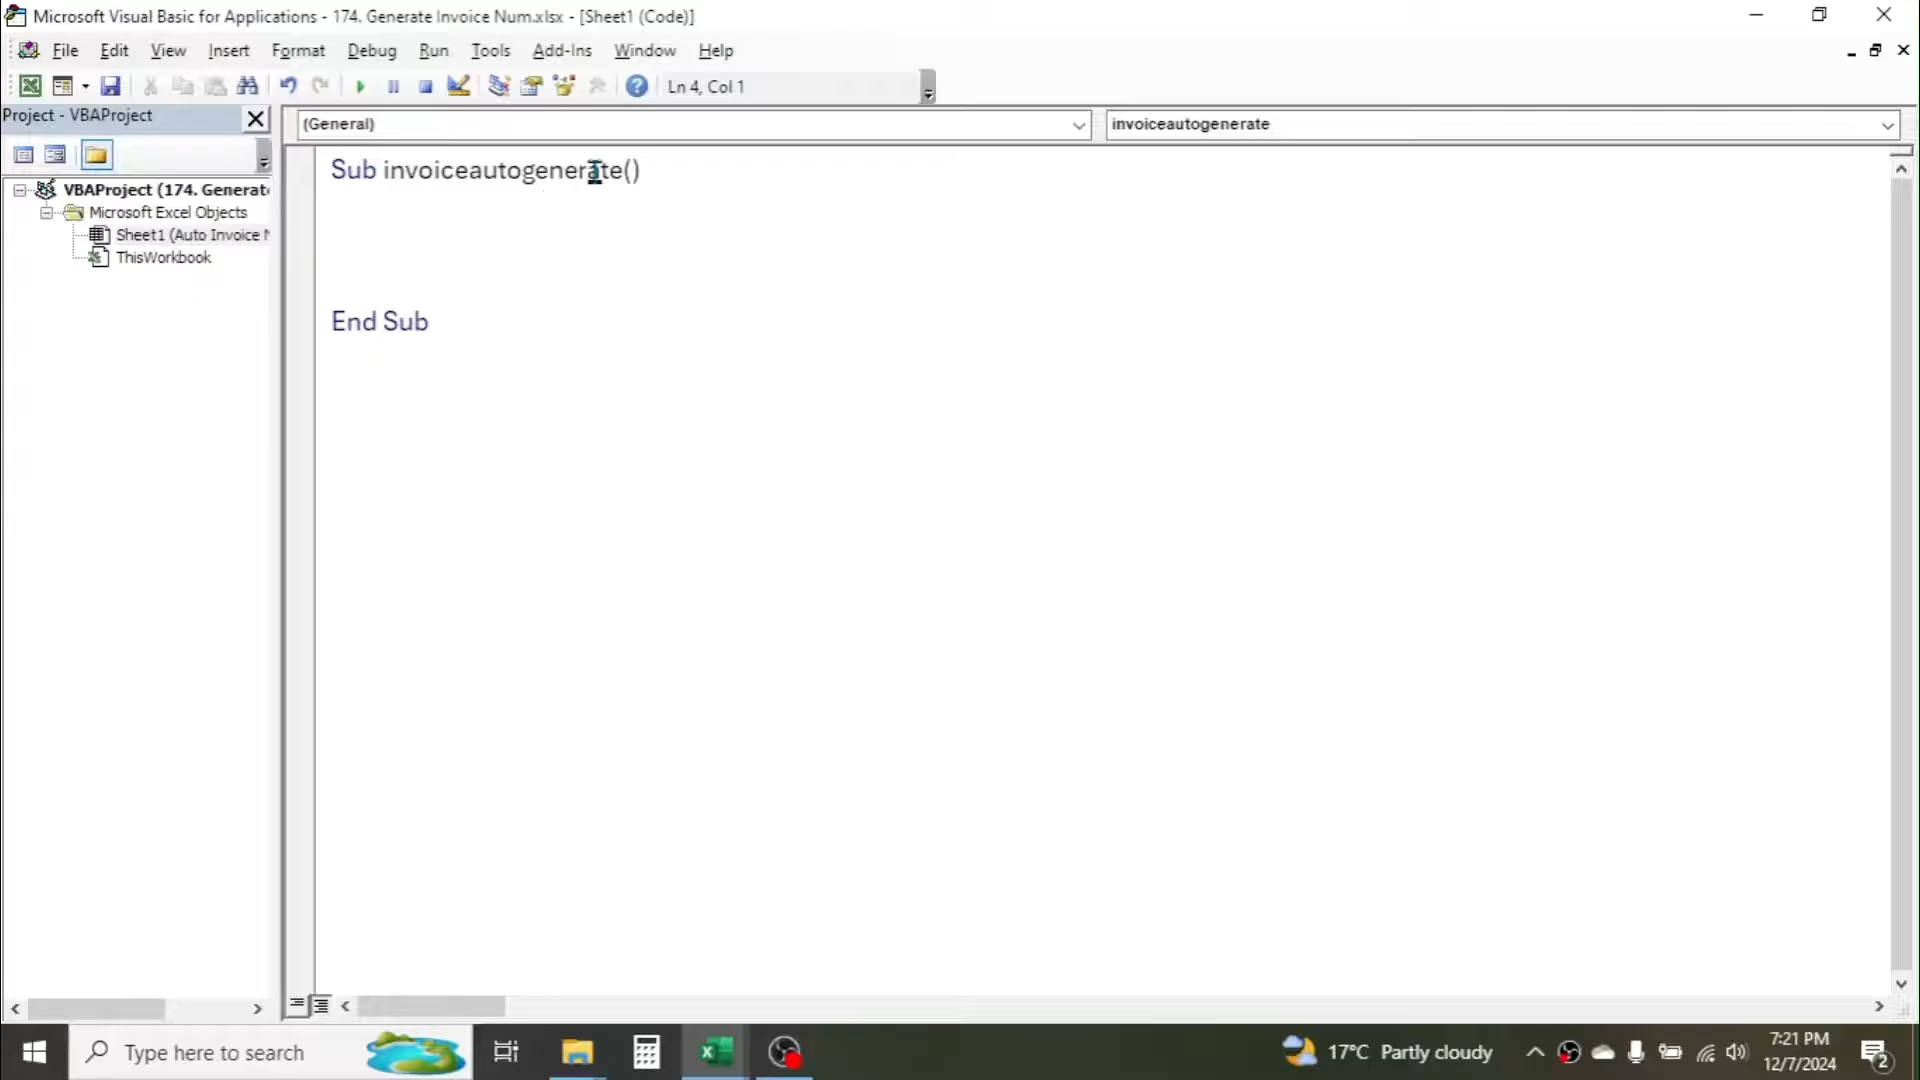 Microsoft Visual Basic for Applications - 174. Generate Invoice Num.xlsx - [Sheet1 (Code)]
File Edit View Insert Format Debug Run Tools Add-Ins Window Help
Ln 4, Col 1
Project - VBAProject
(General) invoiceautogenerate
VBAProject (174. Generat
Microsoft Excel Objects
Sheet1 (Auto Invoice
ThisWorkbook
Sub invoiceautogenerate()
End Sub
Type here to search
17°C Partly cloudy
7:21 PM
12/7/2024
2